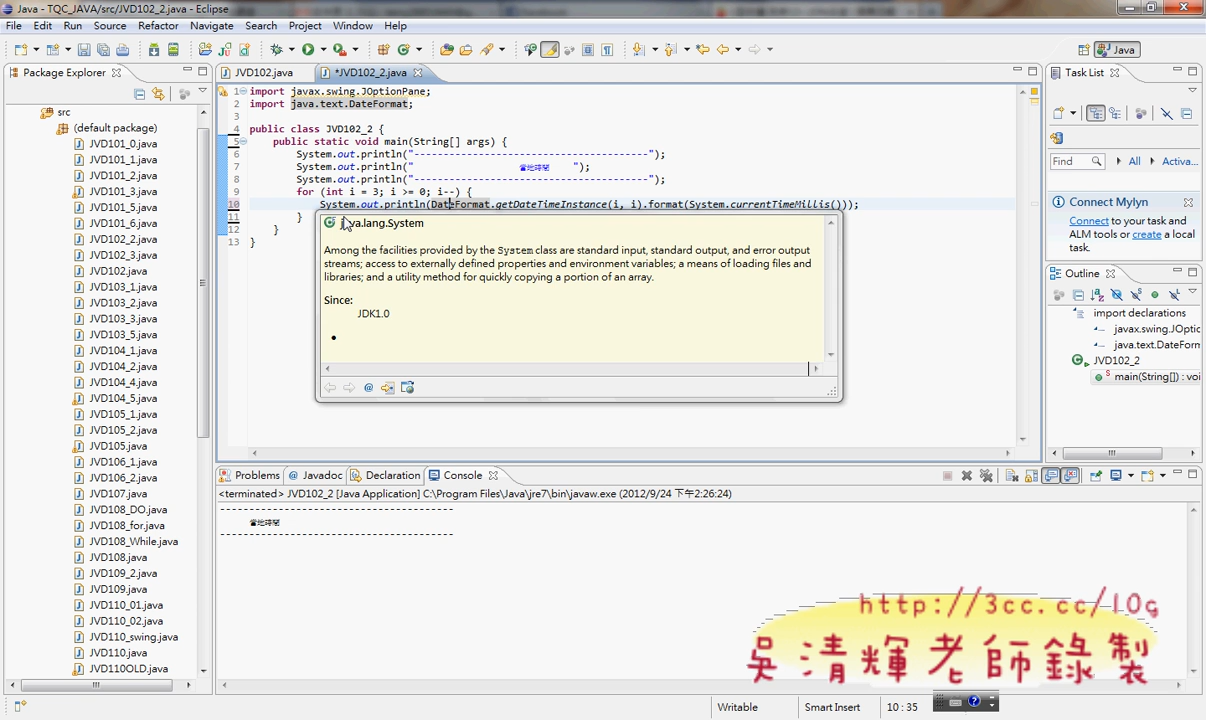 Java - TQC_JAVA/src/JVD102_2.java - Eclipse
File Edit Run Source Refactor Navigate Search Project Window Help
Java
Package Explorer
JVD102.java
*JVD102_2.java
Task List
src
(default package)
JVD101_0.java
JVD101_1.java
JVD101_2.java
JVD101_3.java
JVD101_5.java
JVD101_6.java
JVD102_2.java
JVD102_3.java
JVD102.java
JVD103_1.java
JVD103_2.java
JVD103_3.java
JVD103_5.java
JVD104_1.java
JVD104_2.java
JVD104_4.java
JVD104_5.java
JVD105_1.java
JVD105_2.java
JVD105.java
JVD106_1.java
JVD106_2.java
JVD107.java
JVD108_DO.java
JVD108_for.java
JVD108_While.java
JVD108.java
JVD109_2.java
JVD109.java
JVD110_01.java
JVD110_02.java
JVD110_swing.java
JVD110.java
JVD110OLD.java
1 import javax.swing.JOptionPane;
2 import java.text.DateFormat;
3
4 public class JVD102_2 {
5 public static void main(String[] args) {
6 System.out.println("---------------------------------------");
7 System.out.println(" 當地時間 ");
8 System.out.println("---------------------------------------");
9 for (int i = 3; i >= 0; i--) {
10 System.out.println(DateFormat.getDateTimeInstance(i, i).format(System.currentTimeMillis()));
11 }
12 }
13 }
java.lang.System
Among the facilities provided by the System class are standard input, standard output, and error output
streams; access to externally defined properties and environment variables; a means of loading files and
libraries; and a utility method for quickly copying a portion of an array.
Since:
JDK1.0
Find
All
Activa...
Connect Mylyn
Connect to your task and
ALM tools or create a local
task.
Outline
import declarations
javax.swing.JOptio
java.text.DateForm
JVD102_2
main(String[]) : voi
Problems
Javadoc
Declaration
Console
<terminated> JVD102_2 [Java Application] C:\Program Files\Java\jre7\bin\javaw.exe (2012/9/24 下午2:26:24)
---------------------------------------
當地時間
---------------------------------------
http://3cc.cc/10g
吳清輝老師錄製
Writable
Smart Insert
10 : 35